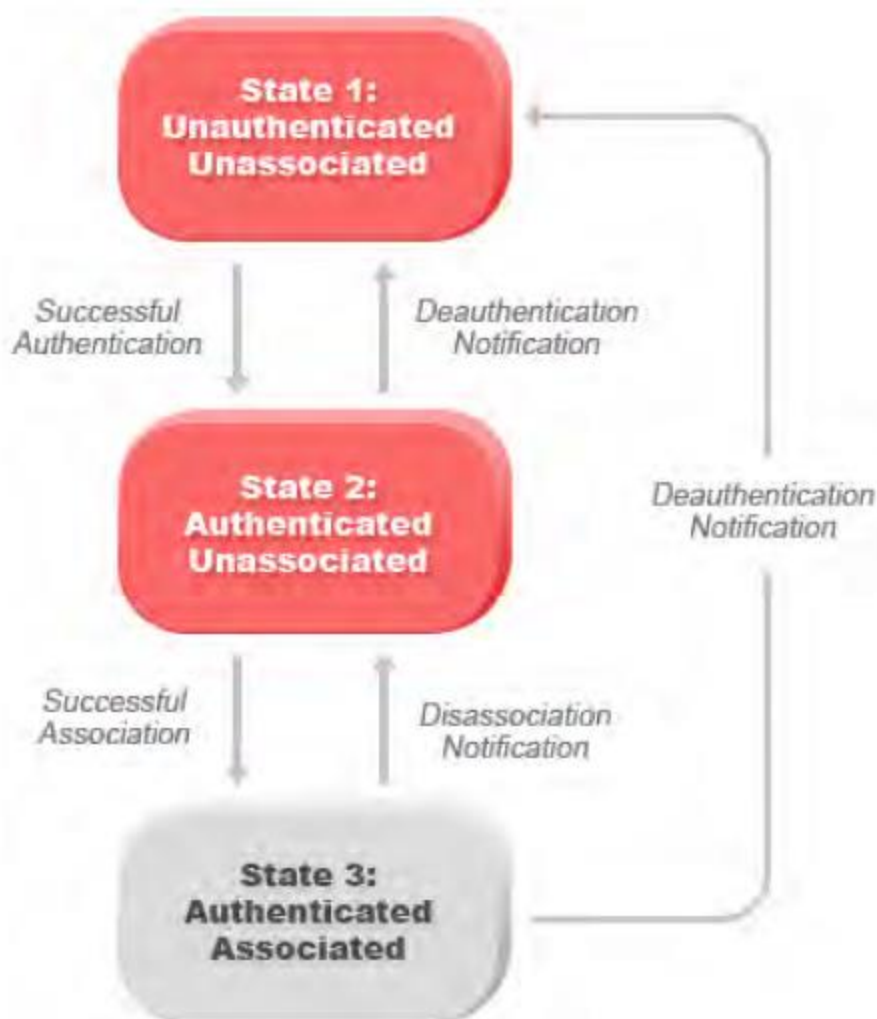 State 1:
Unauthenticated
Unassociated
Successful
Authentication
Deauthentication
Notification
State 2:
Authenticated
Unassociated
Deauthentication
Notification
Successful
Association
Disassociation
Notification
State 3:
Authenticated
Associated